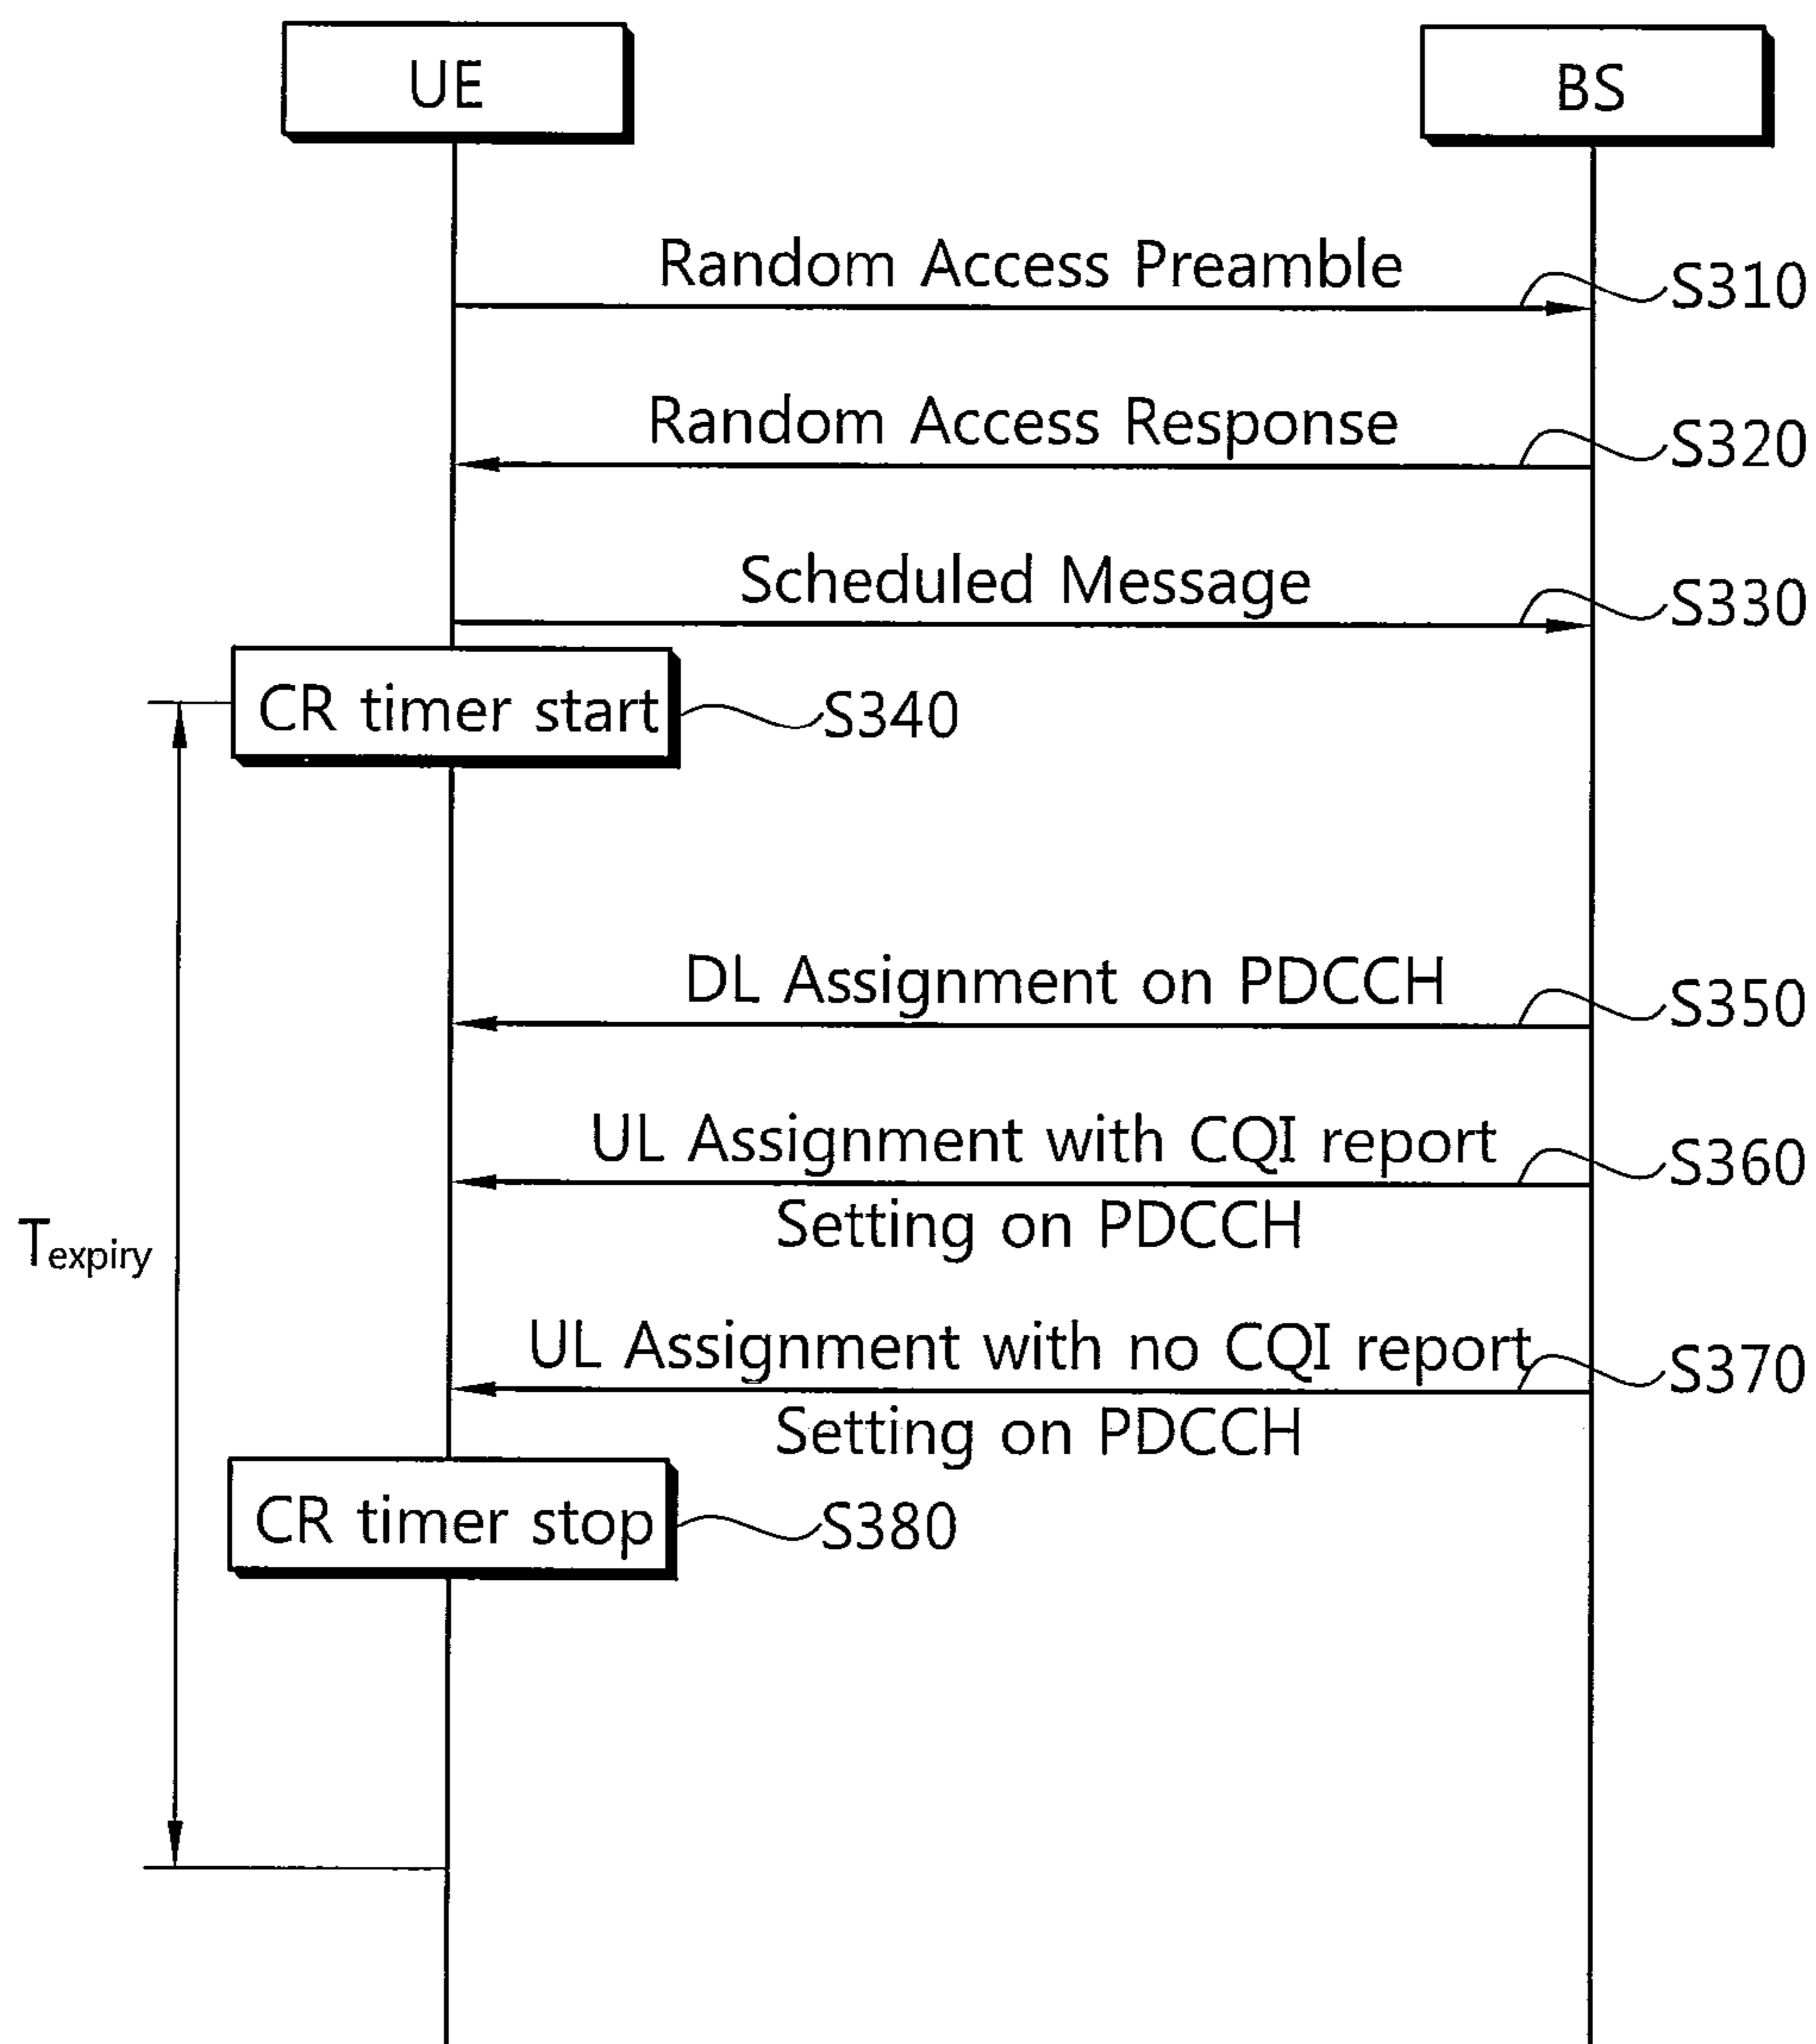 UE
BS
Random Access Preamble
S310
Random Access Response
S320
Scheduled Message
S330
CR timer start
S340
DL Assignment on PDCCH
S350
UL Assignment with CQI report
S360
Setting on PDCCH
Texpiry
UL Assignment with no CQI report
S370
Setting on PDCCH
CR timer stop
S380